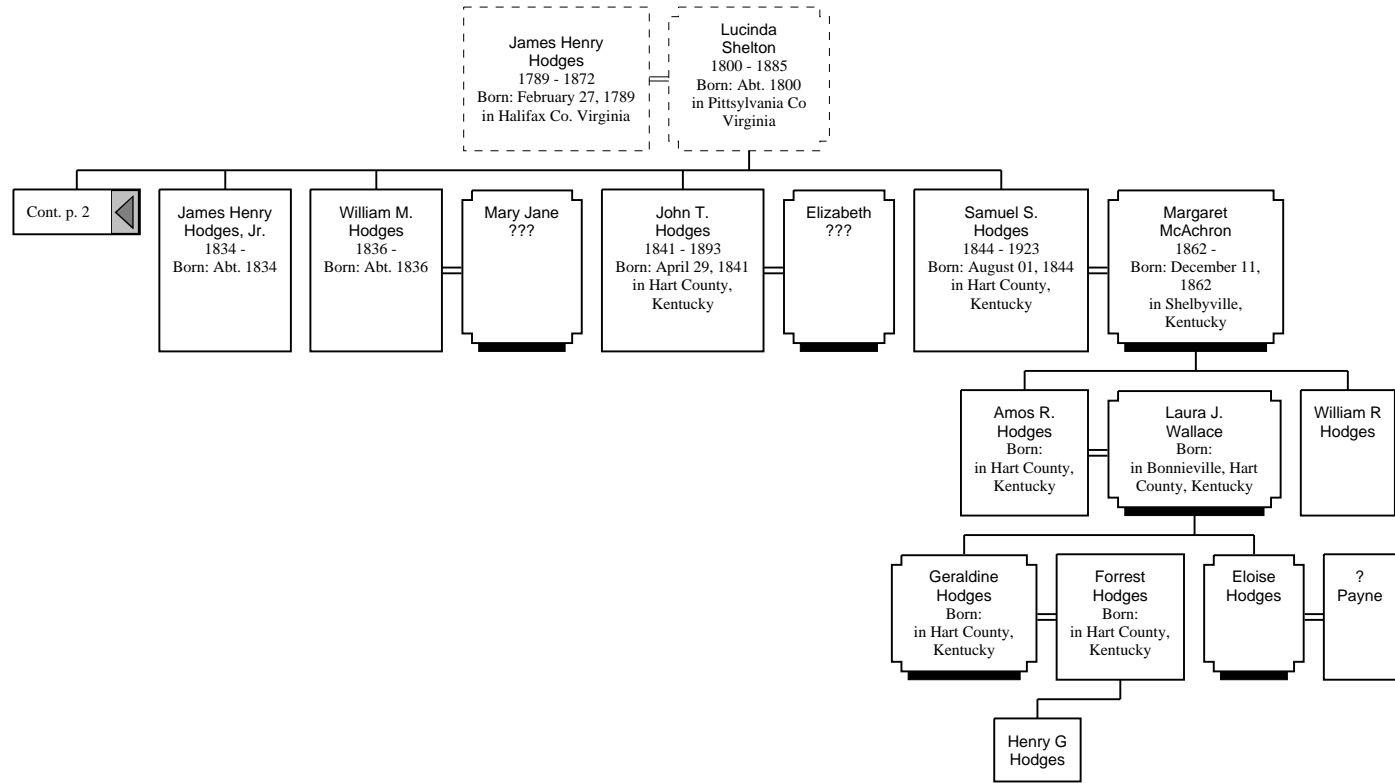 James Henry
Hodges
1789 - 1872
Born: February 27, 1789
in Halifax Co. Virginia
Lucinda
Shelton
1800 - 1885
Born: Abt. 1800
in Pittsylvania Co
Virginia
Cont. p. 2
James Henry
Hodges, Jr.
1834 -
Born: Abt. 1834
William M.
Hodges
1836 -
Born: Abt. 1836
Mary Jane
???
John T.
Hodges
1841 - 1893
Born: April 29, 1841
in Hart County,
Kentucky
Elizabeth
???
Samuel S.
Hodges
1844 - 1923
Born: August 01, 1844
in Hart County,
Kentucky
Margaret
McAchron
1862 -
Born: December 11,
1862
in Shelbyville,
Kentucky
Amos R.
Hodges
Born:
in Hart County,
Kentucky
Laura J.
Wallace
Born:
in Bonnieville, Hart
County, Kentucky
William R
Hodges
Geraldine
Hodges
Born:
in Hart County,
Kentucky
Forrest
Hodges
Born:
in Hart County,
Kentucky
Eloise
Hodges
?
Payne
Henry G
Hodges